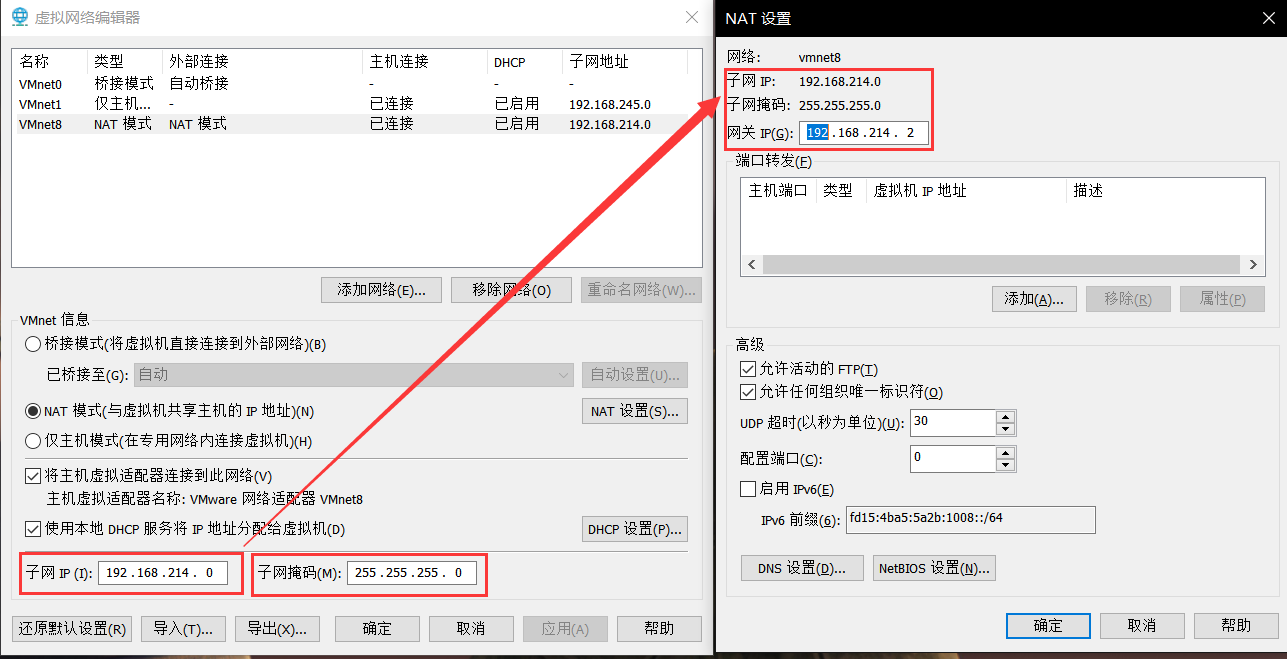 虚拟网络编辑器
名称 类型 外部连接 主机连接 DHCP 子网地址
VMnet0 桥接模式 自动桥接 - - -
VMnet1 仅主机... - 已连接 已启用 192.168.245.0
VMnet8 NAT 模式 NAT 模式 已连接 已启用 192.168.214.0
添加网络(E)... 移除网络(O) 重命名网络(W)...
VMnet 信息
桥接模式(将虚拟机直接连接到外部网络)(B)
已桥接至(G): 自动 自动设置(U)...
NAT 模式(与虚拟机共享主机的 IP 地址)(N) NAT 设置(S)...
仅主机模式(在专用网络内连接虚拟机)(H)
将主机虚拟适配器连接到此网络(V)
主机虚拟适配器名称: VMware 网络适配器 VMnet8
使用本地 DHCP 服务将 IP 地址分配给虚拟机(D) DHCP 设置(P)...
子网 IP (I): 192 . 168 . 214 . 0 子网掩码(M): 255 . 255 . 255 . 0
还原默认设置(R) 导入(T)... 导出(X)... 确定 取消 应用(A) 帮助
NAT 设置
网络: vmnet8
子网 IP: 192.168.214.0
子网掩码: 255.255.255.0
网关 IP(G): 192 . 168 . 214 . 2
端口转发(F)
主机端口 类型 虚拟机 IP 地址 描述
添加(A)... 移除(R) 属性(P)
高级
允许活动的 FTP(T)
允许任何组织唯一标识符(O)
UDP 超时(以秒为单位)(U): 30
配置端口(C): 0
启用 IPv6(E)
IPv6 前缀(6): fd15:4ba5:5a2b:1008::/64
DNS 设置(D)... NetBIOS 设置(N)...
确定 取消 帮助